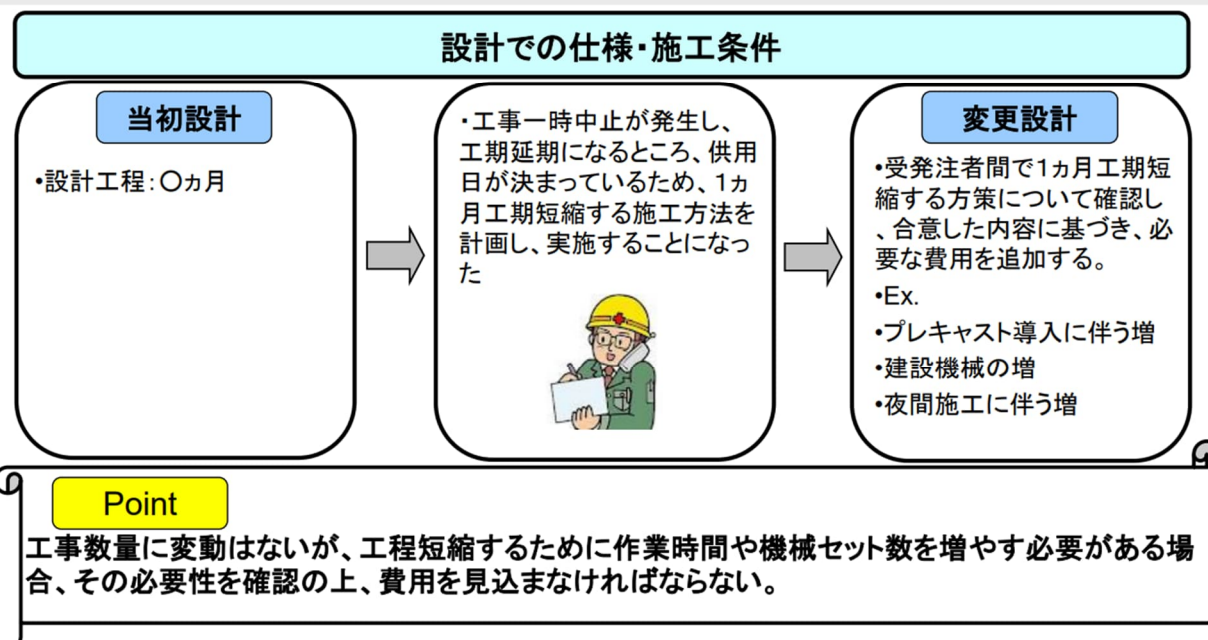 設計での仕様・施工条件
当初設計
•設計工程：〇ヵ月
・工事一時中止が発生し、
工期延期になるところ、供用
日が決まっているため、1ヵ
月工期短縮する施工方法を
計画し、実施することになっ
た
変更設計
•受発注者間で1ヵ月工期短
縮する方策について確認し
、合意した内容に基づき、必
要な費用を追加する。
•Ex.
•プレキャスト導入に伴う増
•建設機械の増
•夜間施工に伴う増
Point
工事数量に変動はないが、工程短縮するために作業時間や機械セット数を増やす必要がある場
合、その必要性を確認の上、費用を見込まなければならない。